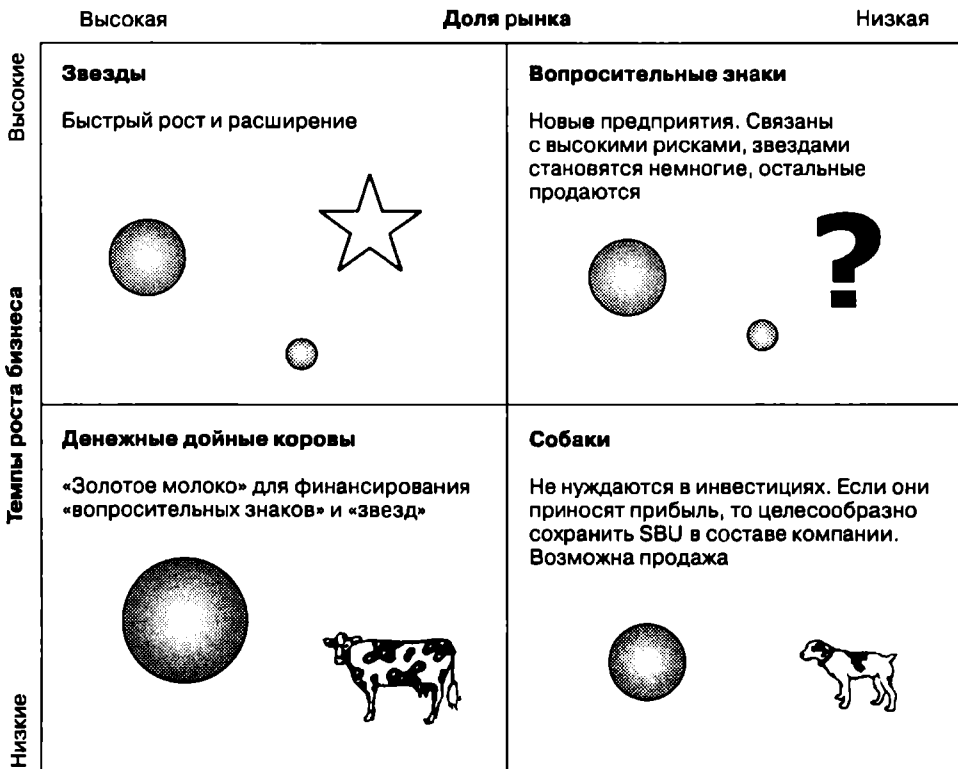 Высокая Доля рынка Низкая
Высокие
Темпы роста бизнеса
Низкие
Звезды
Быстрый рост и расширение
Вопросительные знаки
Новые предприятия. Связаны
с высокими рисками, звездами
становятся немногие, остальные
продаются
?
Денежные дойные коровы
«Золотое молоко» для финансирования
«вопросительных знаков» и «звезд»
Собаки
Не нуждаются в инвестициях. Если они
приносят прибыль, то целесообразно
сохранить SBU в составе компании.
Возможна продажа